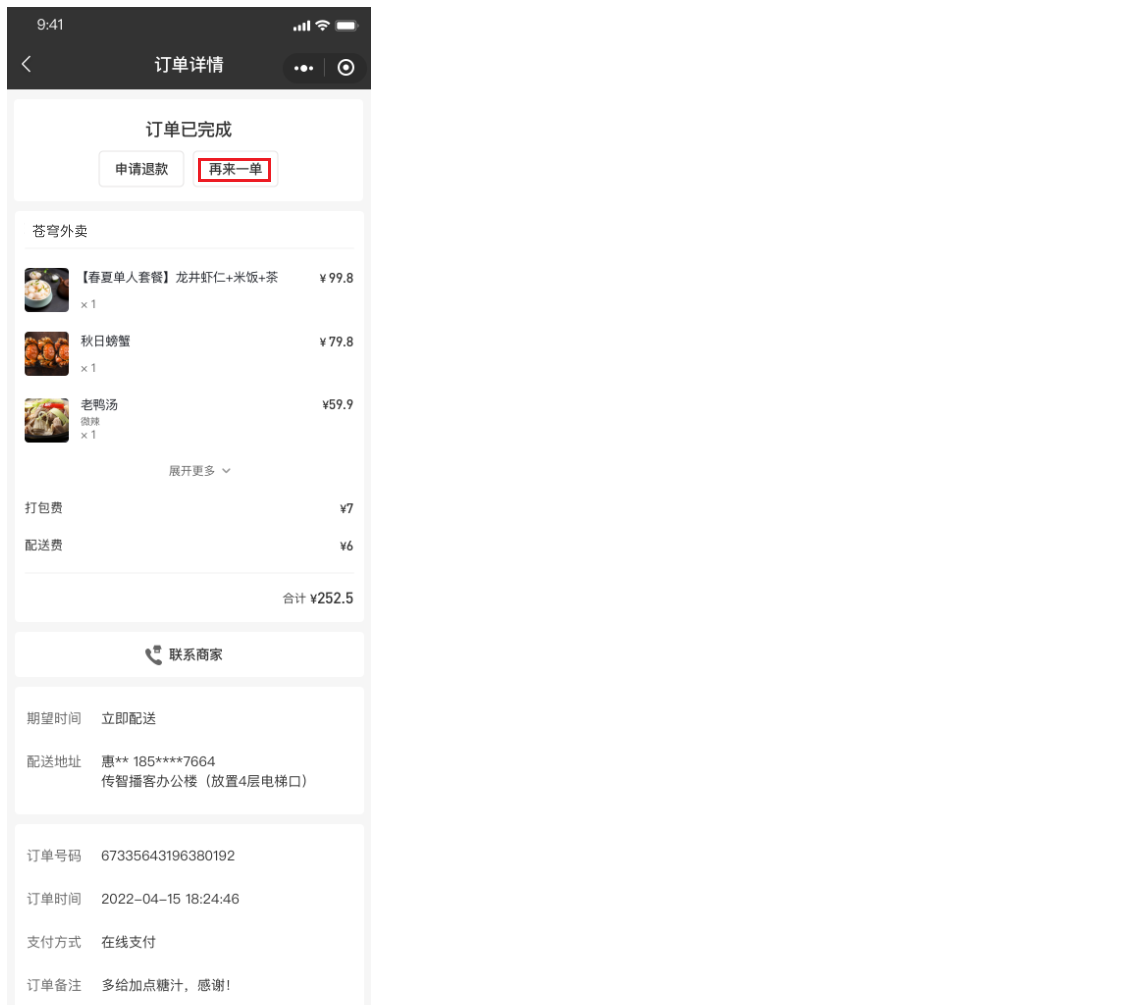 9:41
订单详情
订单已完成
申请退款 再来一单
苍穹外卖
【春夏单人套餐】龙井虾仁+米饭+茶 ¥99.8
×1
秋日螃蟹 ¥79.8
×1
老鸭汤 ¥59.9
微辣
×1
展开更多
打包费 ¥7
配送费 ¥6
合计 ¥252.5
联系商家
期望时间 立即配送
配送地址 惠** 185****7664
传智播客办公楼（放置4层电梯口）
订单号码 67335643196380192
订单时间 2022-04-15 18:24:46
支付方式 在线支付
订单备注 多给加点糖汁，感谢！